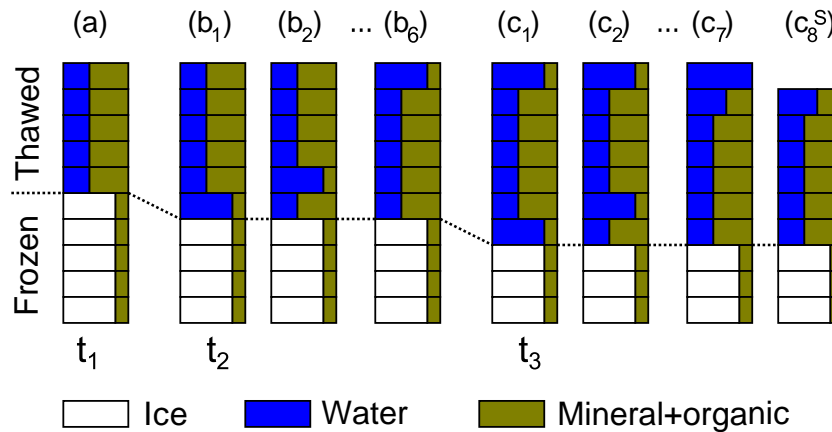 (a) (b₁) (b₂) ... (b₆) (c₁) (c₂) ... (c₇) (c₈ˢ)
Thawed
Frozen
t₁ t₂ t₃
Ice Water Mineral+organic